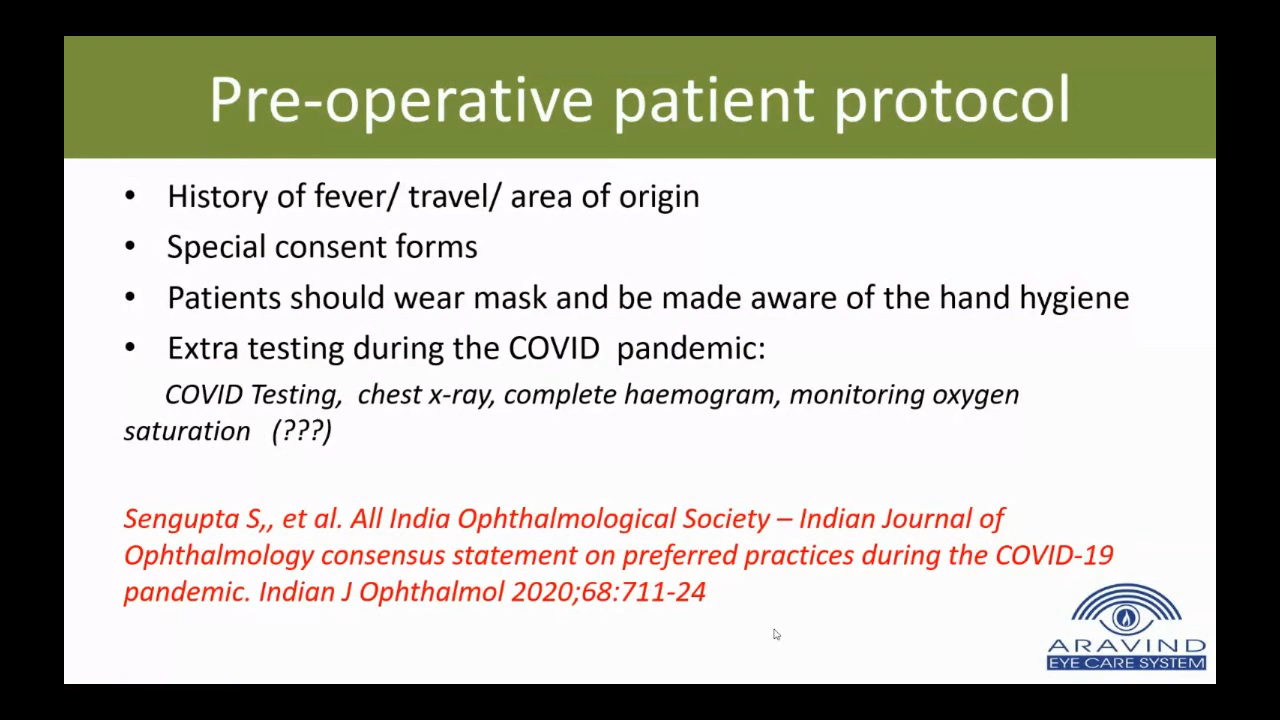 Pre-operative patient protocol
• History of fever/ travel/ area of origin
• Special consent forms
• Patients should wear mask and be made aware of the hand hygiene
• Extra testing during the COVID  pandemic:
COVID Testing,  chest x-ray, complete haemogram, monitoring oxygen
saturation   (???)
Sengupta S,, et al. All India Ophthalmological Society – Indian Journal of
Ophthalmology consensus statement on preferred practices during the COVID-19
pandemic. Indian J Ophthalmol 2020;68:711-24
ARAVIND
EYE CARE SYSTEM